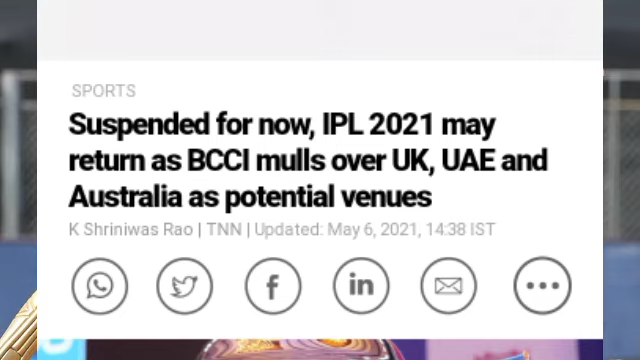 SPORTS
Suspended for now, IPL 2021 may
return as BCCI mulls over UK, UAE and
Australia as potential venues
K Shriniwas Rao | TNN | Updated: May 6, 2021, 14:38 IST